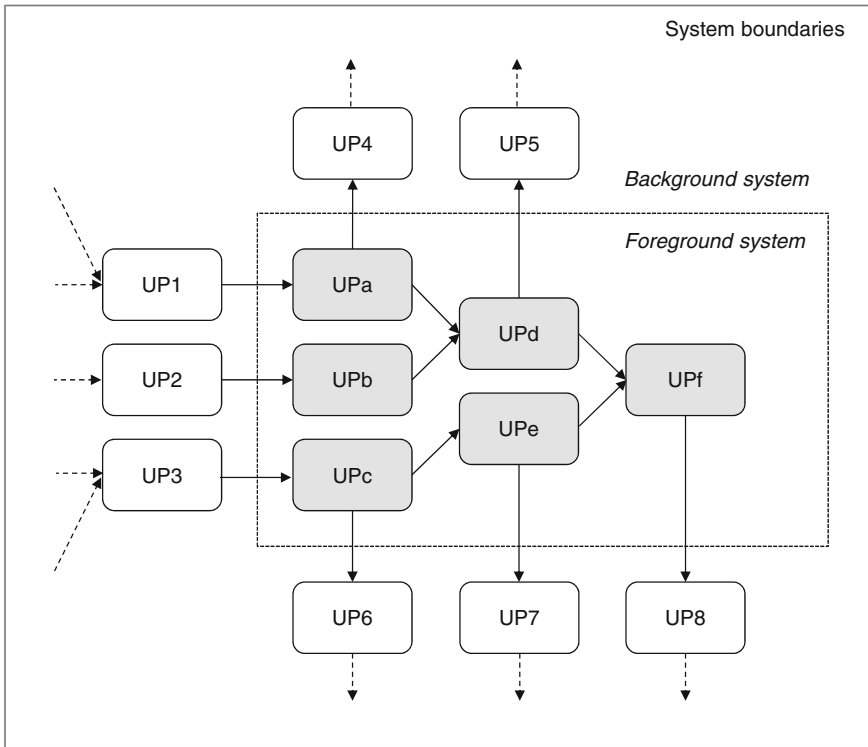 System boundaries
UP4
UP5
Background system
Foreground system
UP1
UPa
UPd
UP2
UPb
UPf
UPe
UP3
UPc
UP6
UP7
UP8